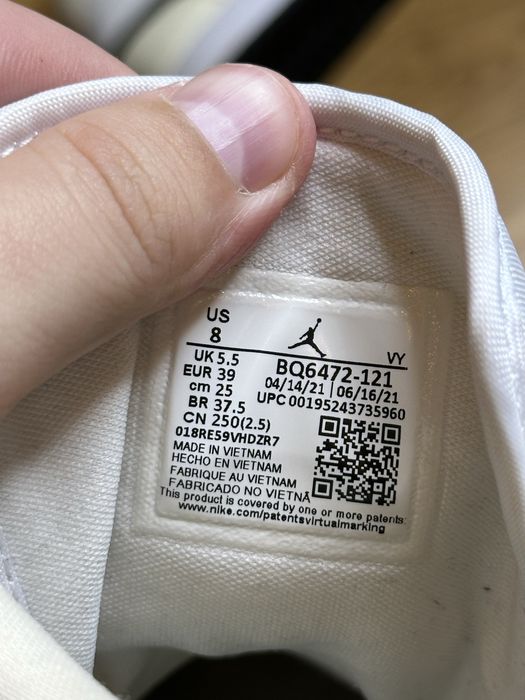 US
8
VY
UK 5.5
EUR 39
cm 25
BR 37.5
CN 250(2.5)
BQ6472-121
04/14/21 | 06/16/21
UPC 00195243735960
018RE59VHDZR7
MADE IN VIETNAM
HECHO EN VIETNAM
FABRIQUE AU VIETNAM
FABRICADO NO VIETNÃ
This product is covered by one or more patents.
www.nike.com/patentsvirtualmarking